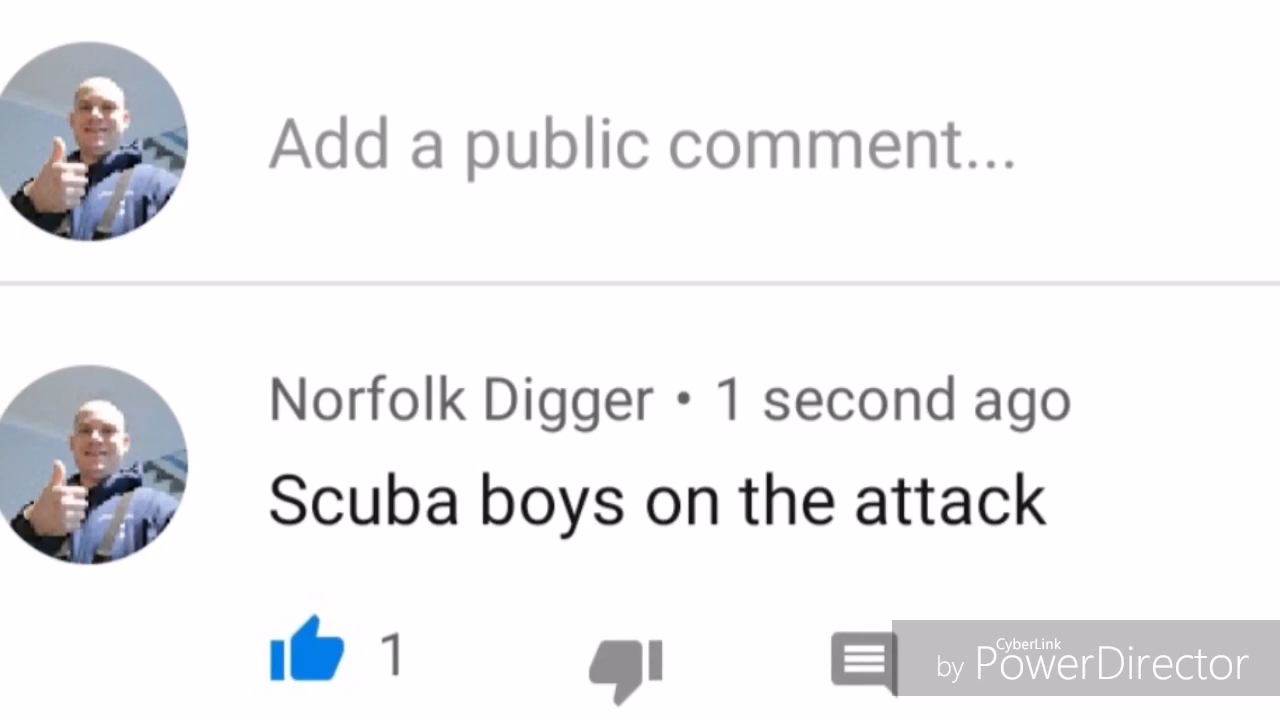 Add a public comment...
Norfolk Digger • 1 second ago
Scuba boys on the attack
1
CyberLink
by PowerDirector